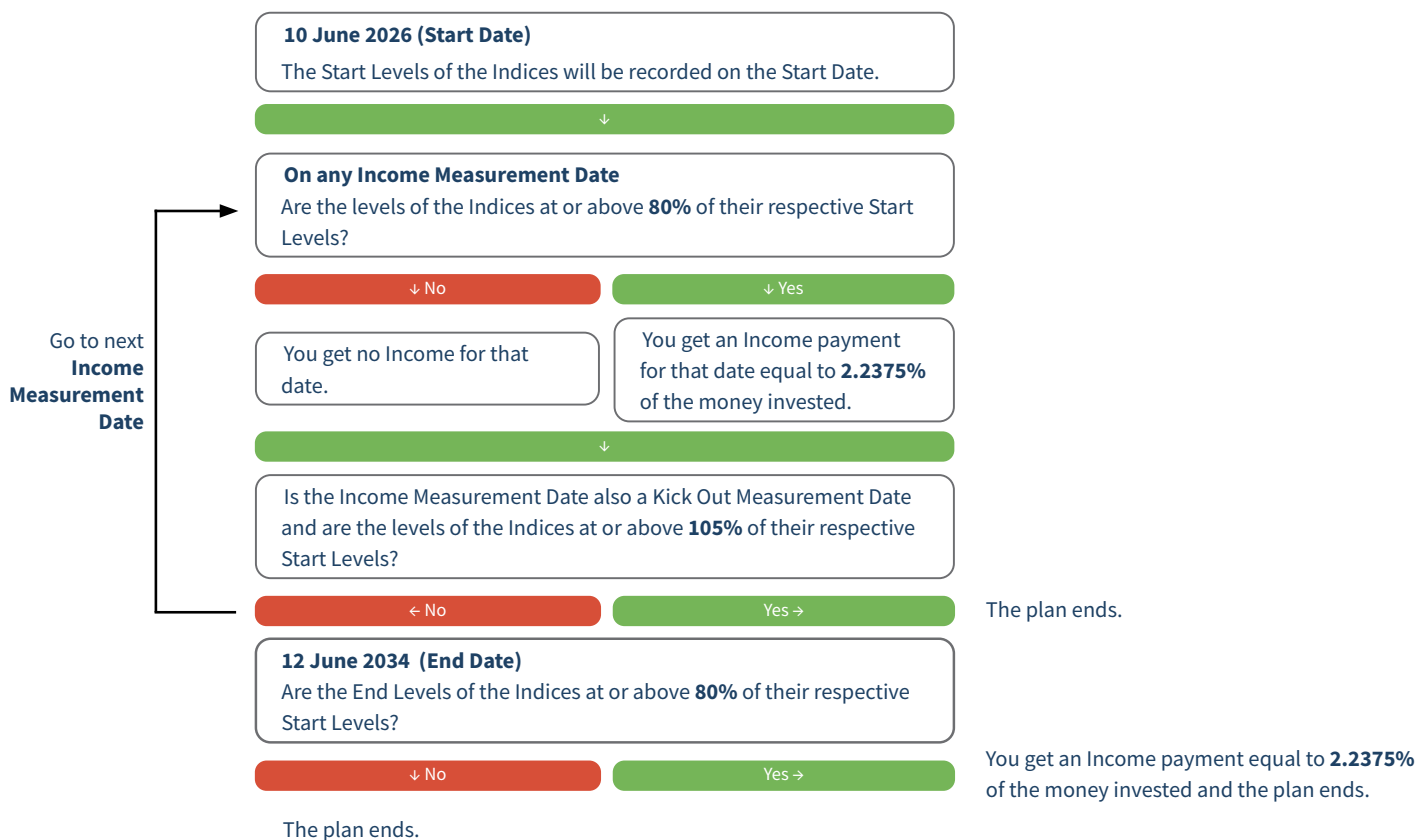 10 June 2026 (Start Date)
The Start Levels of the Indices will be recorded on the Start Date.
↓
On any Income Measurement Date
Are the levels of the Indices at or above 80% of their respective Start
Levels?
↓ No
↓ Yes
Go to next
Income
Measurement
Date
You get no Income for that
date.
You get an Income payment
for that date equal to 2.2375%
of the money invested.
↓
Is the Income Measurement Date also a Kick Out Measurement Date
and are the levels of the Indices at or above 105% of their respective
Start Levels?
← No
Yes →
The plan ends.
12 June 2034 (End Date)
Are the End Levels of the Indices at or above 80% of their respective
Start Levels?
↓ No
Yes →
You get an Income payment equal to 2.2375%
of the money invested and the plan ends.
The plan ends.